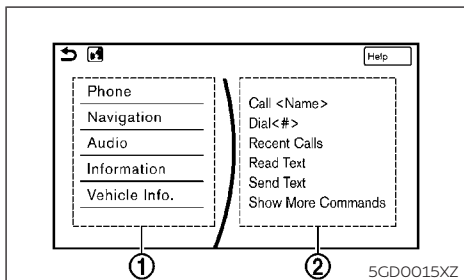 Help
Phone
Navigation
Audio
Information
Vehicle Info.
Call <Name>
Dial<#>
Recent Calls
Read Text
Send Text
Show More Commands
1
2
5GD0015XZ